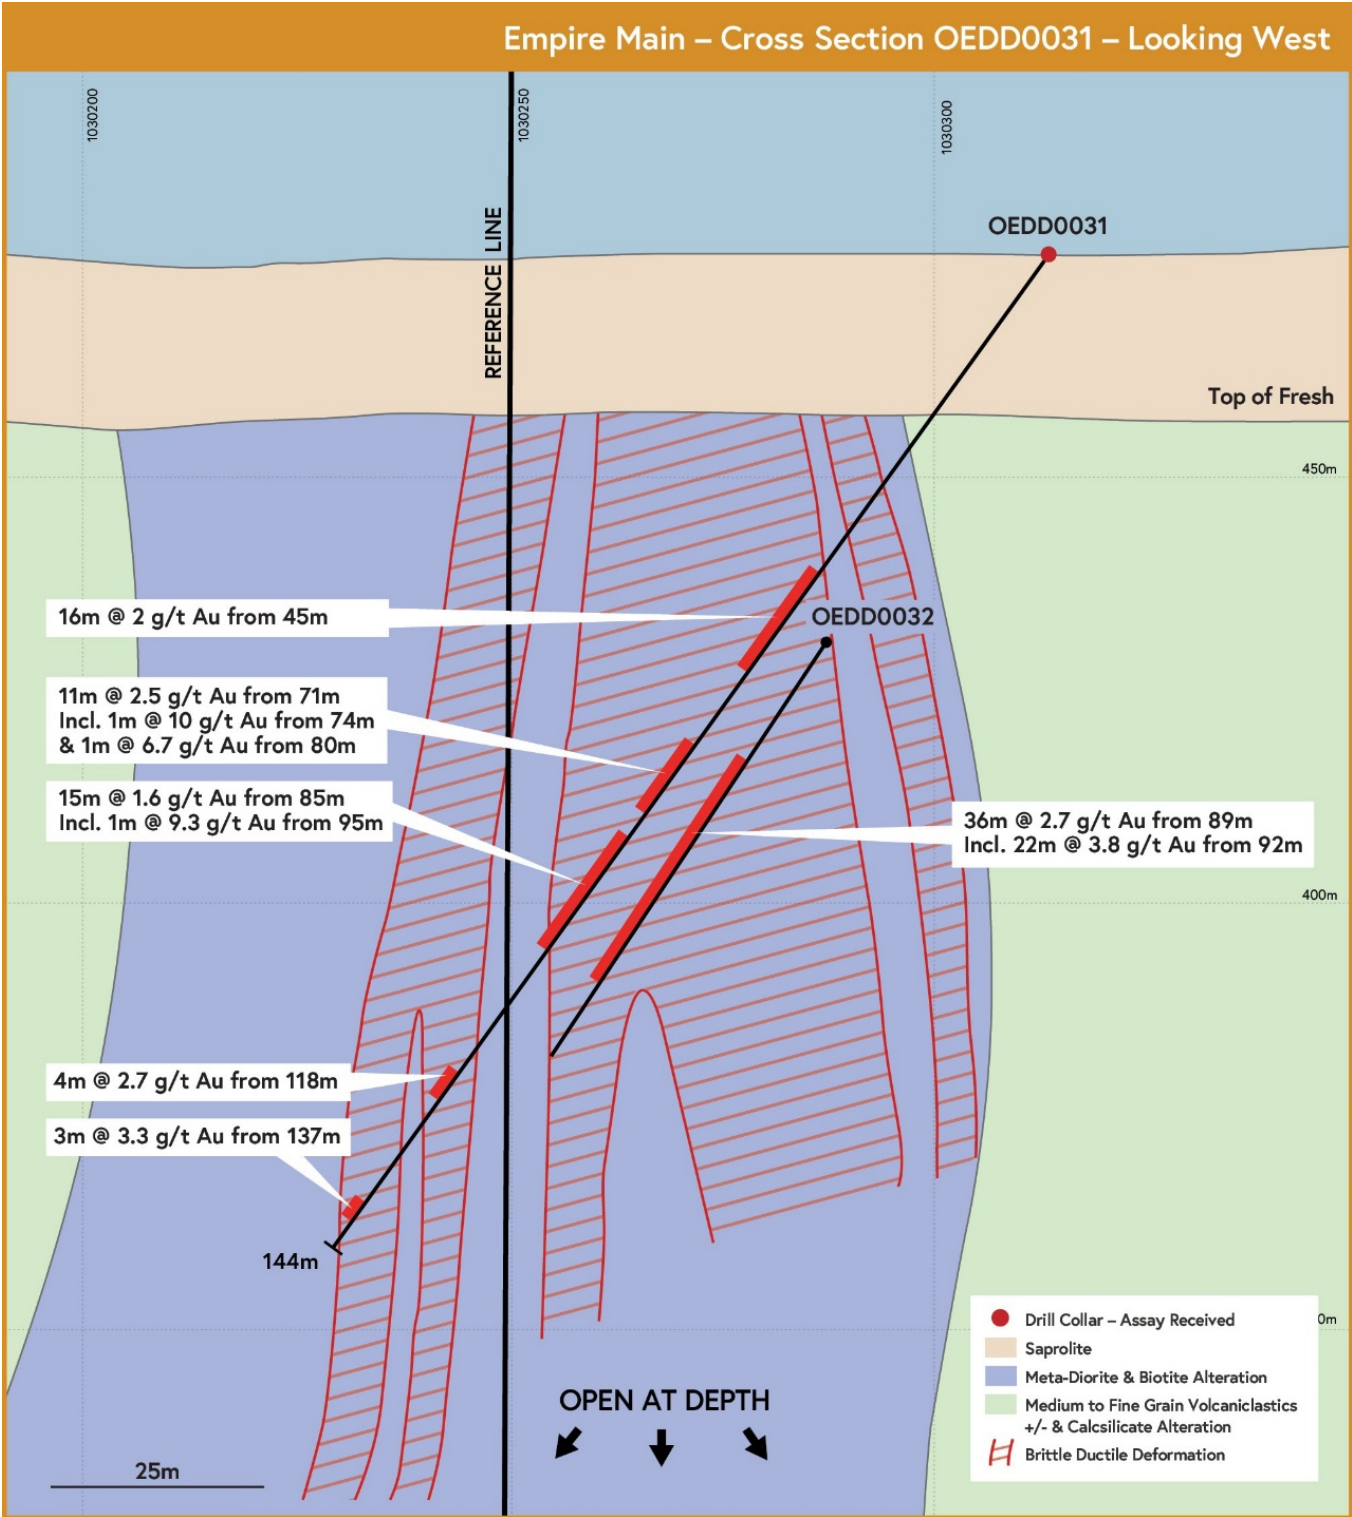 Empire Main – Cross Section OEDD0031 – Looking West
1030200
1030250
1030300
REFERENCE LINE
OEDD0031
Top of Fresh
450m
16m @ 2 g/t Au from 45m
OEDD0032
11m @ 2.5 g/t Au from 71m
Incl. 1m @ 10 g/t Au from 74m
& 1m @ 6.7 g/t Au from 80m
15m @ 1.6 g/t Au from 85m
Incl. 1m @ 9.3 g/t Au from 95m
36m @ 2.7 g/t Au from 89m
Incl. 22m @ 3.8 g/t Au from 92m
400m
4m @ 2.7 g/t Au from 118m
3m @ 3.3 g/t Au from 137m
144m
Drill Collar – Assay Received
0m
Saprolite
Meta-Diorite & Biotite Alteration
Medium to Fine Grain Volcaniclastics
+/- & Calcsilicate Alteration
Brittle Ductile Deformation
OPEN AT DEPTH
25m